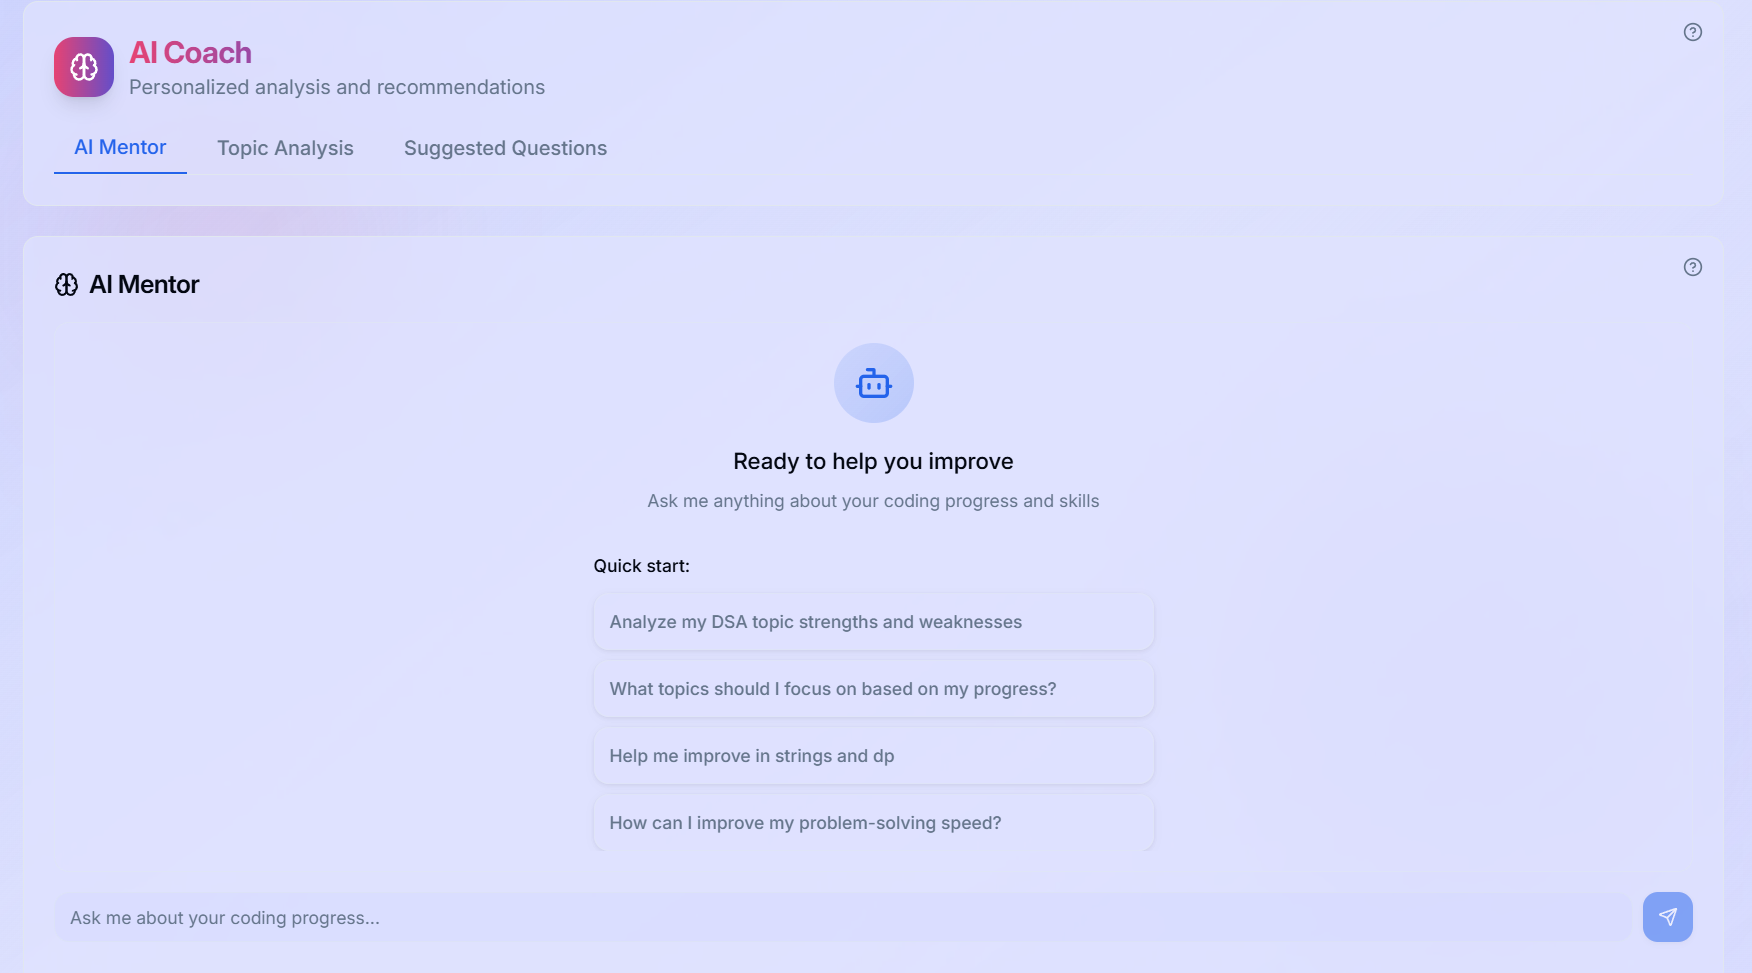 AI Coach
Personalized analysis and recommendations
AI Mentor
Topic Analysis
Suggested Questions
AI Mentor
Ready to help you improve
Ask me anything about your coding progress and skills
Quick start:
Analyze my DSA topic strengths and weaknesses
What topics should I focus on based on my progress?
Help me improve in strings and dp
How can I improve my problem-solving speed?
Ask me about your coding progress...